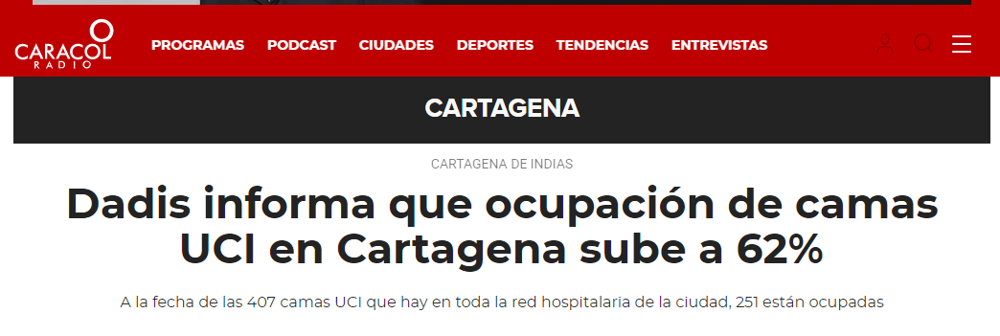 CARACOL
RADIO
PROGRAMAS PODCAST CIUDADES DEPORTES TENDENCIAS ENTREVISTAS
CARTAGENA
CARTAGENA DE INDIAS
Dadis informa que ocupación de camas
UCI en Cartagena sube a 62%
A la fecha de las 407 camas UCI que hay en toda la red hospitalaria de la ciudad, 251 están ocupadas